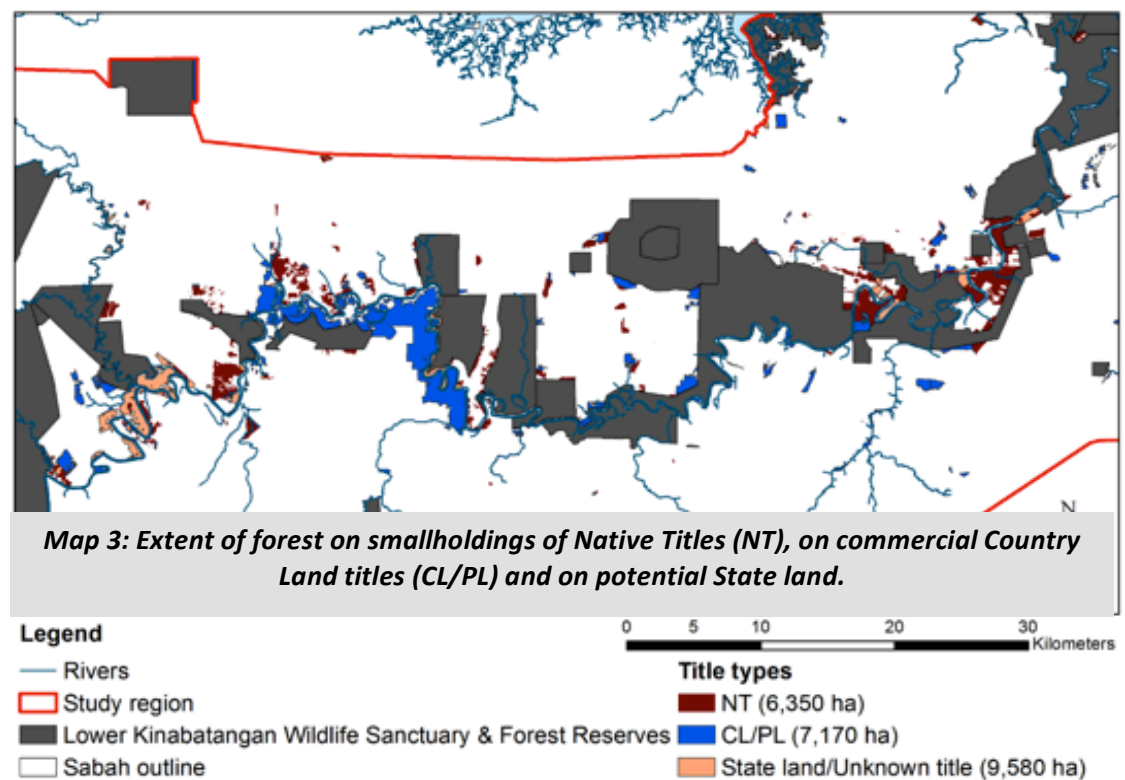 N
Map 3: Extent of forest on smallholdings of Native Titles (NT), on commercial Country
Land titles (CL/PL) and on potential State land.
Legend
Rivers
Study region
Lower Kinabatangan Wildlife Sanctuary & Forest Reserves
Sabah outline
0 5 10 20 30
Kilometers
Title types
NT (6,350 ha)
CL/PL (7,170 ha)
State land/Unknown title (9,580 ha)